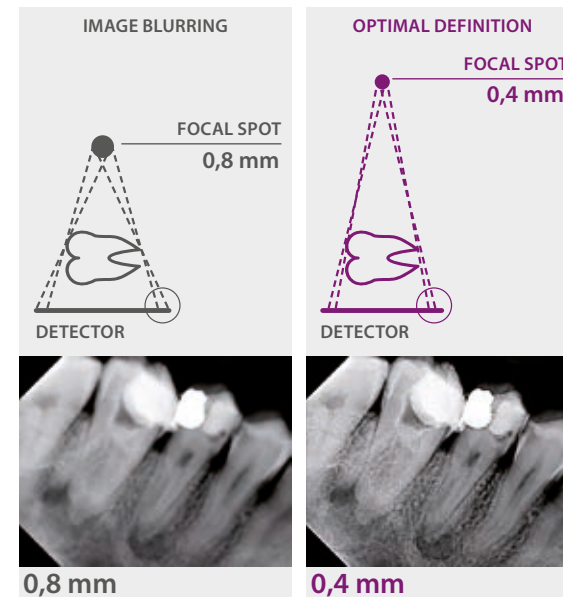 IMAGE BLURRING
FOCAL SPOT
0,8 mm
DETECTOR
0,8 mm
OPTIMAL DEFINITION
FOCAL SPOT
0,4 mm
DETECTOR
0,4 mm